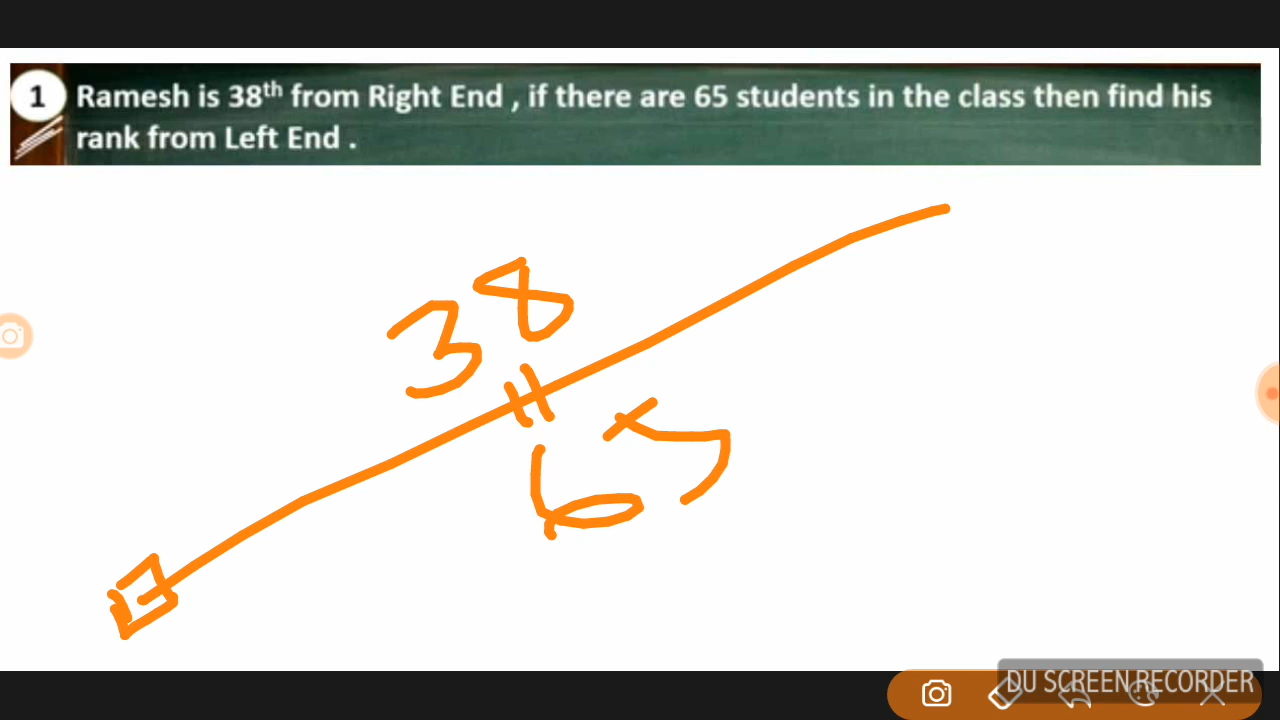 1 Ramesh is 38th from Right End , if there are 65 students in the class then find his
rank from Left End .
38
65
DU SCREEN RECORDER